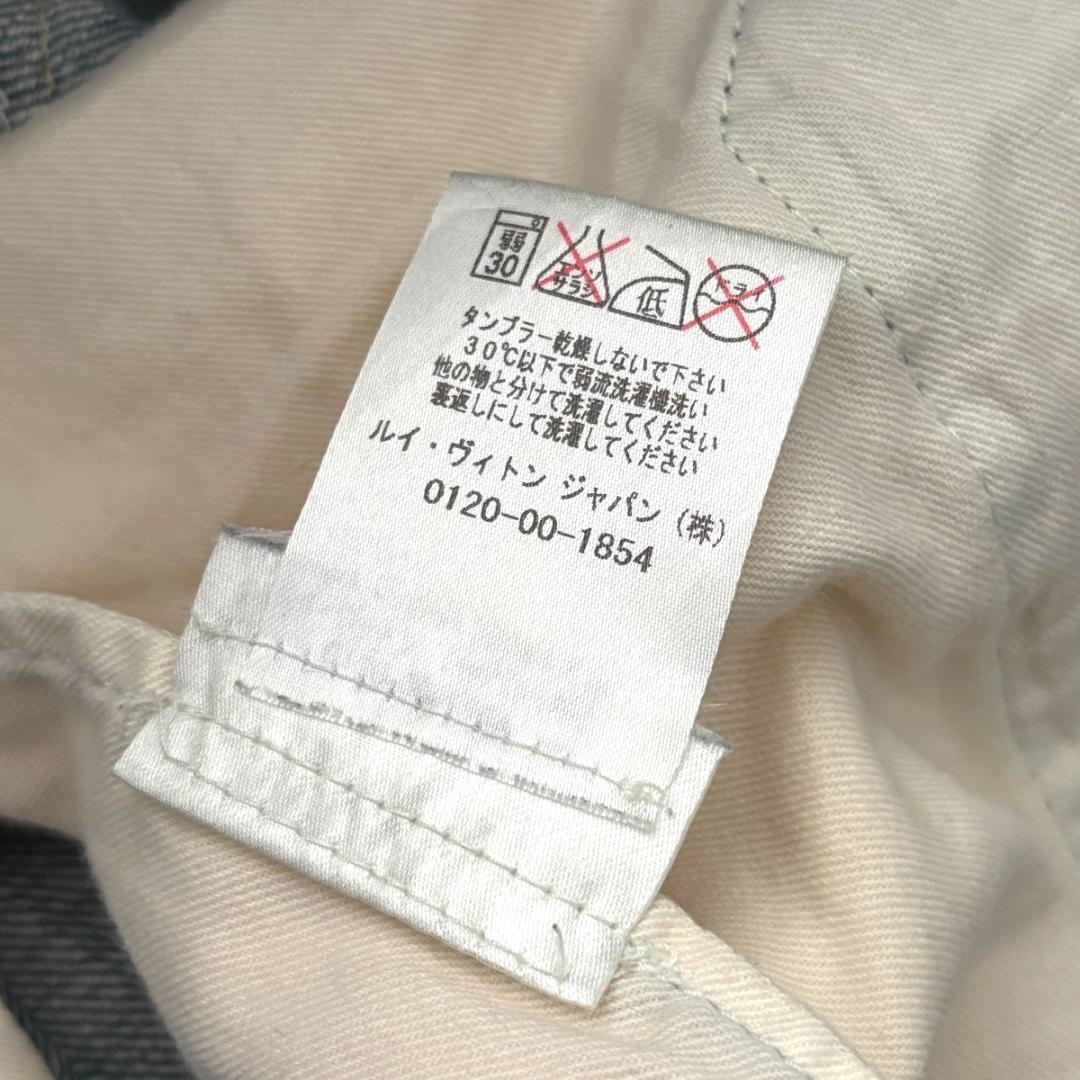 弱
30
エンソ
サラシ
低
ドライ
タンブラー乾燥しないで下さい
30℃以下で弱流洗濯機洗い
他の物と分けて洗濯してください
裏返しにして洗濯してください
ルイ・ヴィトン ジャパン(株)
0120-00-1854